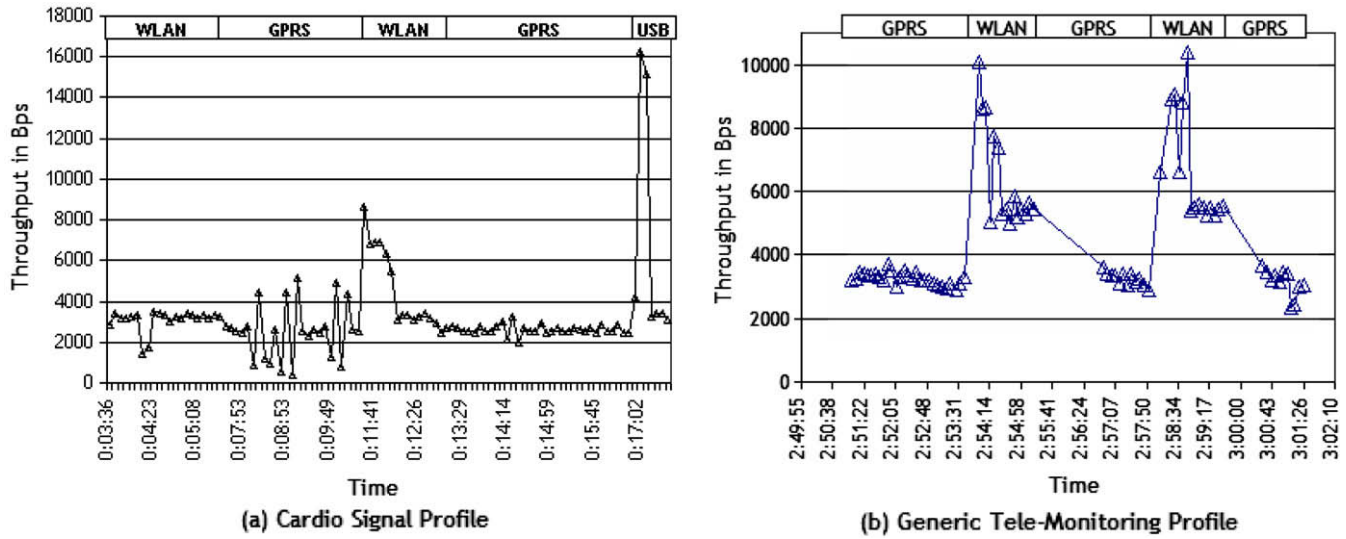 18000
16000
14000
12000
10000
8000
6000
4000
2000
0
Throughput in Bps
WLAN GPRS WLAN GPRS USB
0:03:36 0:04:23 0:05:08 0:07:53 0:08:53 0:09:49 0:11:41 0:12:26 0:13:29 0:14:14 0:14:59 0:15:45 0:17:02
Time
(a) Cardio Signal Profile
10000
8000
6000
4000
2000
0
Throughput in Bps
GPRS WLAN GPRS WLAN GPRS
2:49:55 2:50:38 2:51:22 2:52:05 2:52:48 2:53:31 2:54:14 2:54:58 2:55:41 2:56:24 2:57:07 2:57:50 2:58:34 2:59:17 3:00:00 3:00:43 3:01:26 3:02:10
Time
(b) Generic Tele-Monitoring Profile